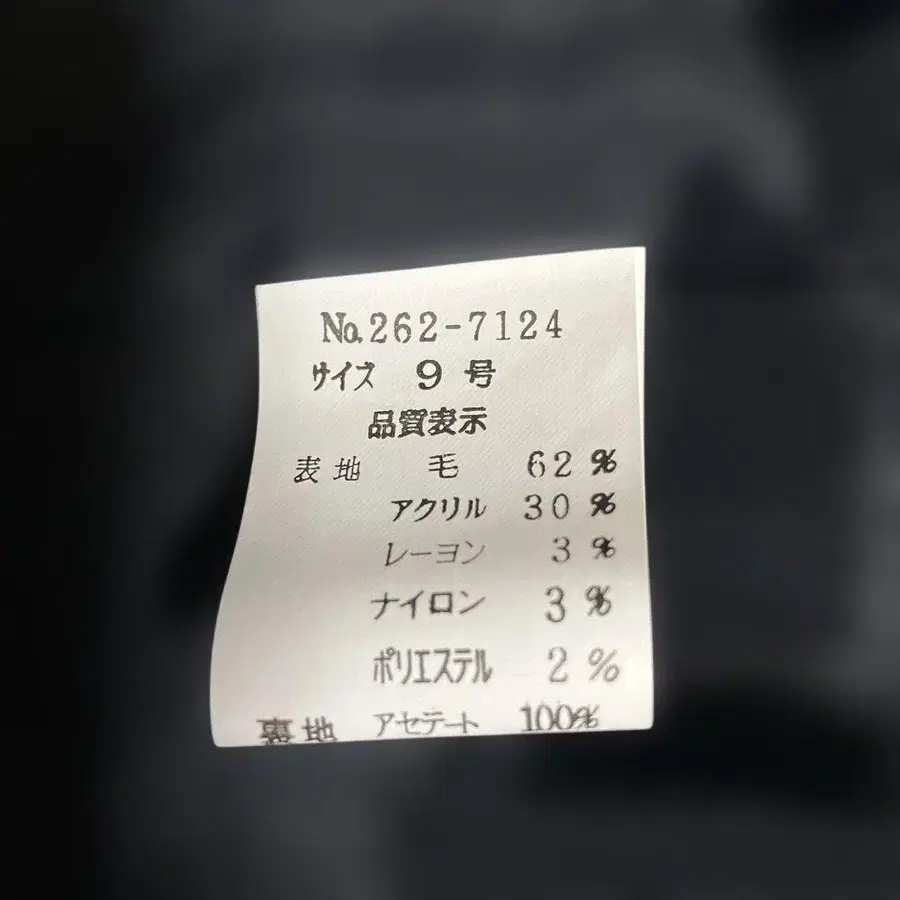 No.262-7124
サイズ 9号
品質表示
表地 毛 62%
アクリル 30%
レーヨン 3%
ナイロン 3%
ポリエステル 2%
裏地 アセテート 100%